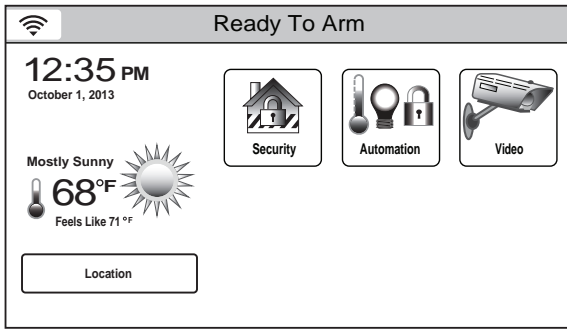 Ready To Arm
12:35 PM
October 1, 2013
Security
Automation
Video
Mostly Sunny
68°F
Feels Like 71 °F
Location